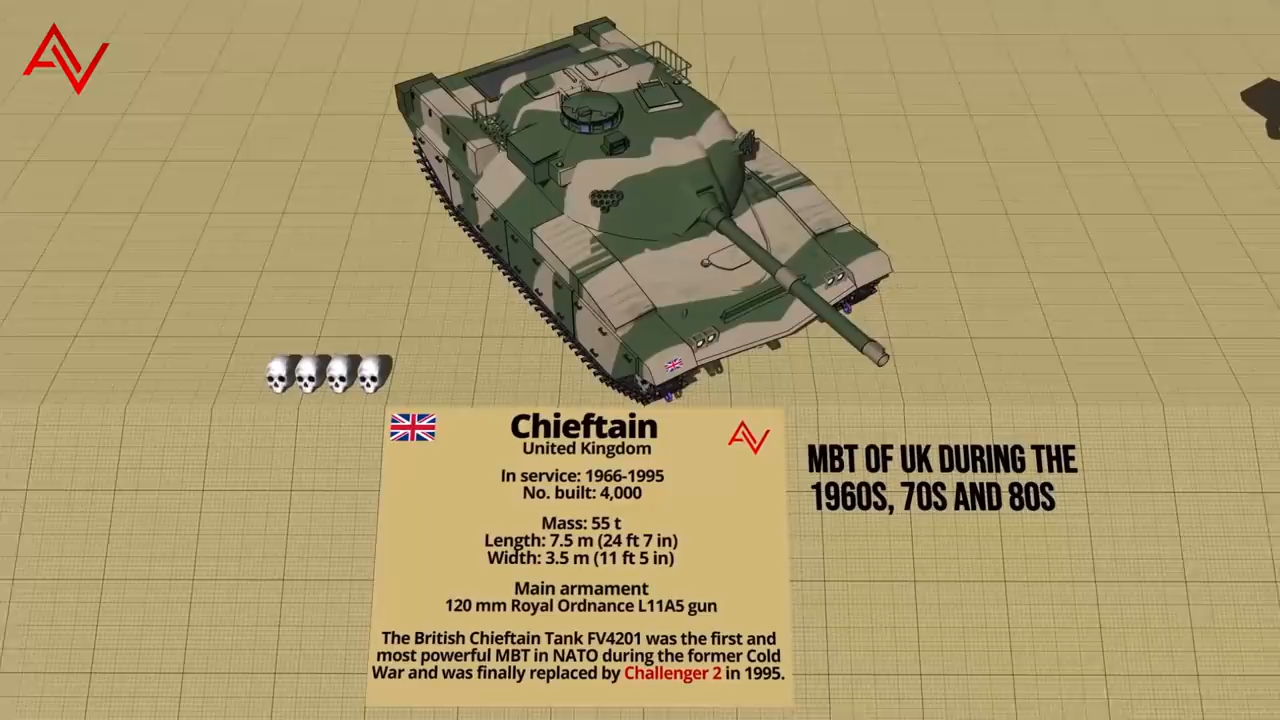 AV
Chieftain
AV
United Kingdom
In service: 1966-1995
No. built: 4,000
Mass: 55 t
Length: 7.5 m (24 ft 7 in)
Width: 3.5 m (11 ft 5 in)
Main armament
120 mm Royal Ordnance L11A5 gun
The British Chieftain Tank FV4201 was the first and
most powerful MBT in NATO during the former Cold
War and was finally replaced by Challenger 2 in 1995.
MBT OF UK DURING THE
1960S, 70S AND 80S